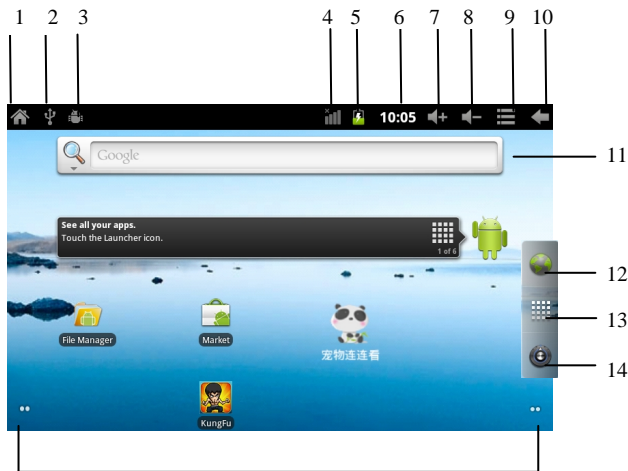 1 2 3 4 5 6 7 8 9 10
10:05
Google
11
See all your apps.
Touch the Launcher icon.
1 of 6
12
13
14
File Manager
Market
宠物连连看
KungFu